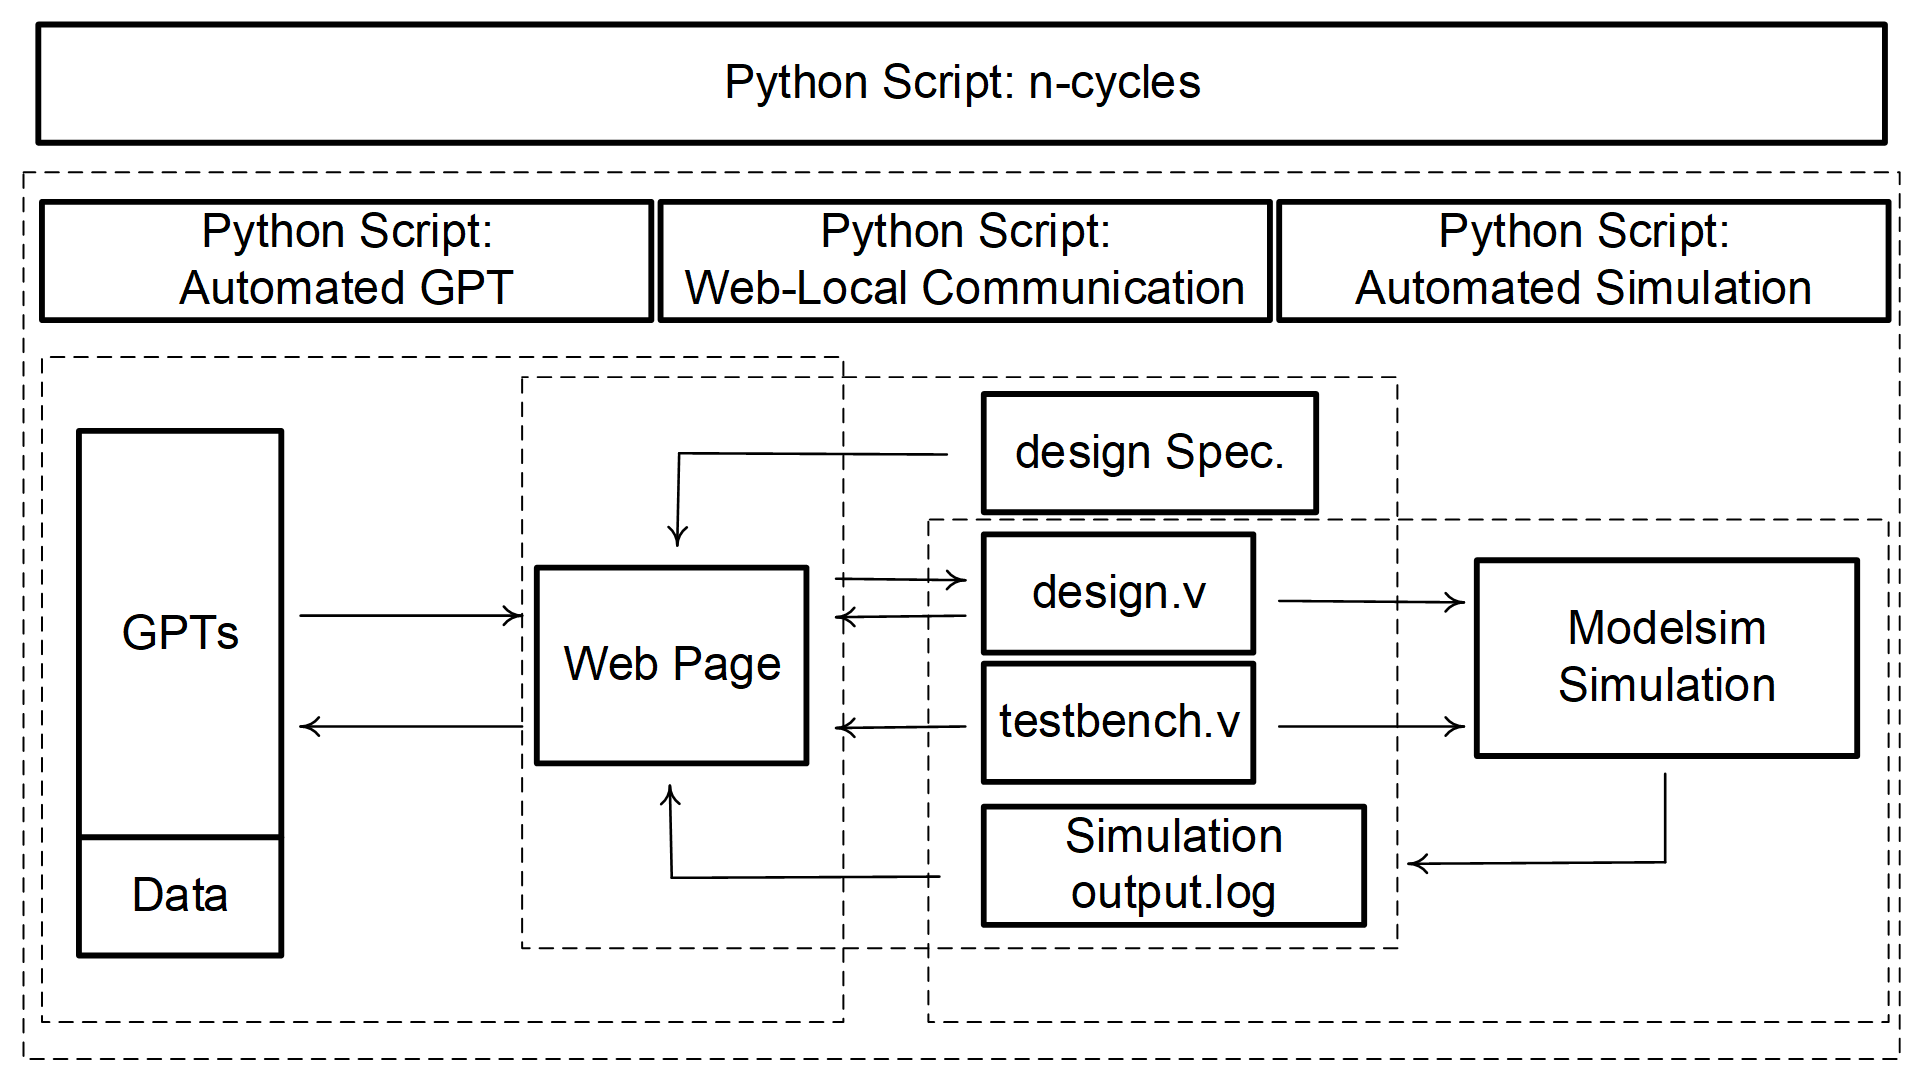 Python Script: n-cycles
Python Script:
Automated GPT
Python Script:
Web-Local Communication
Python Script:
Automated Simulation
GPTs
Data
Web Page
design Spec.
design.v
testbench.v
Simulation
output.log
Modelsim
Simulation